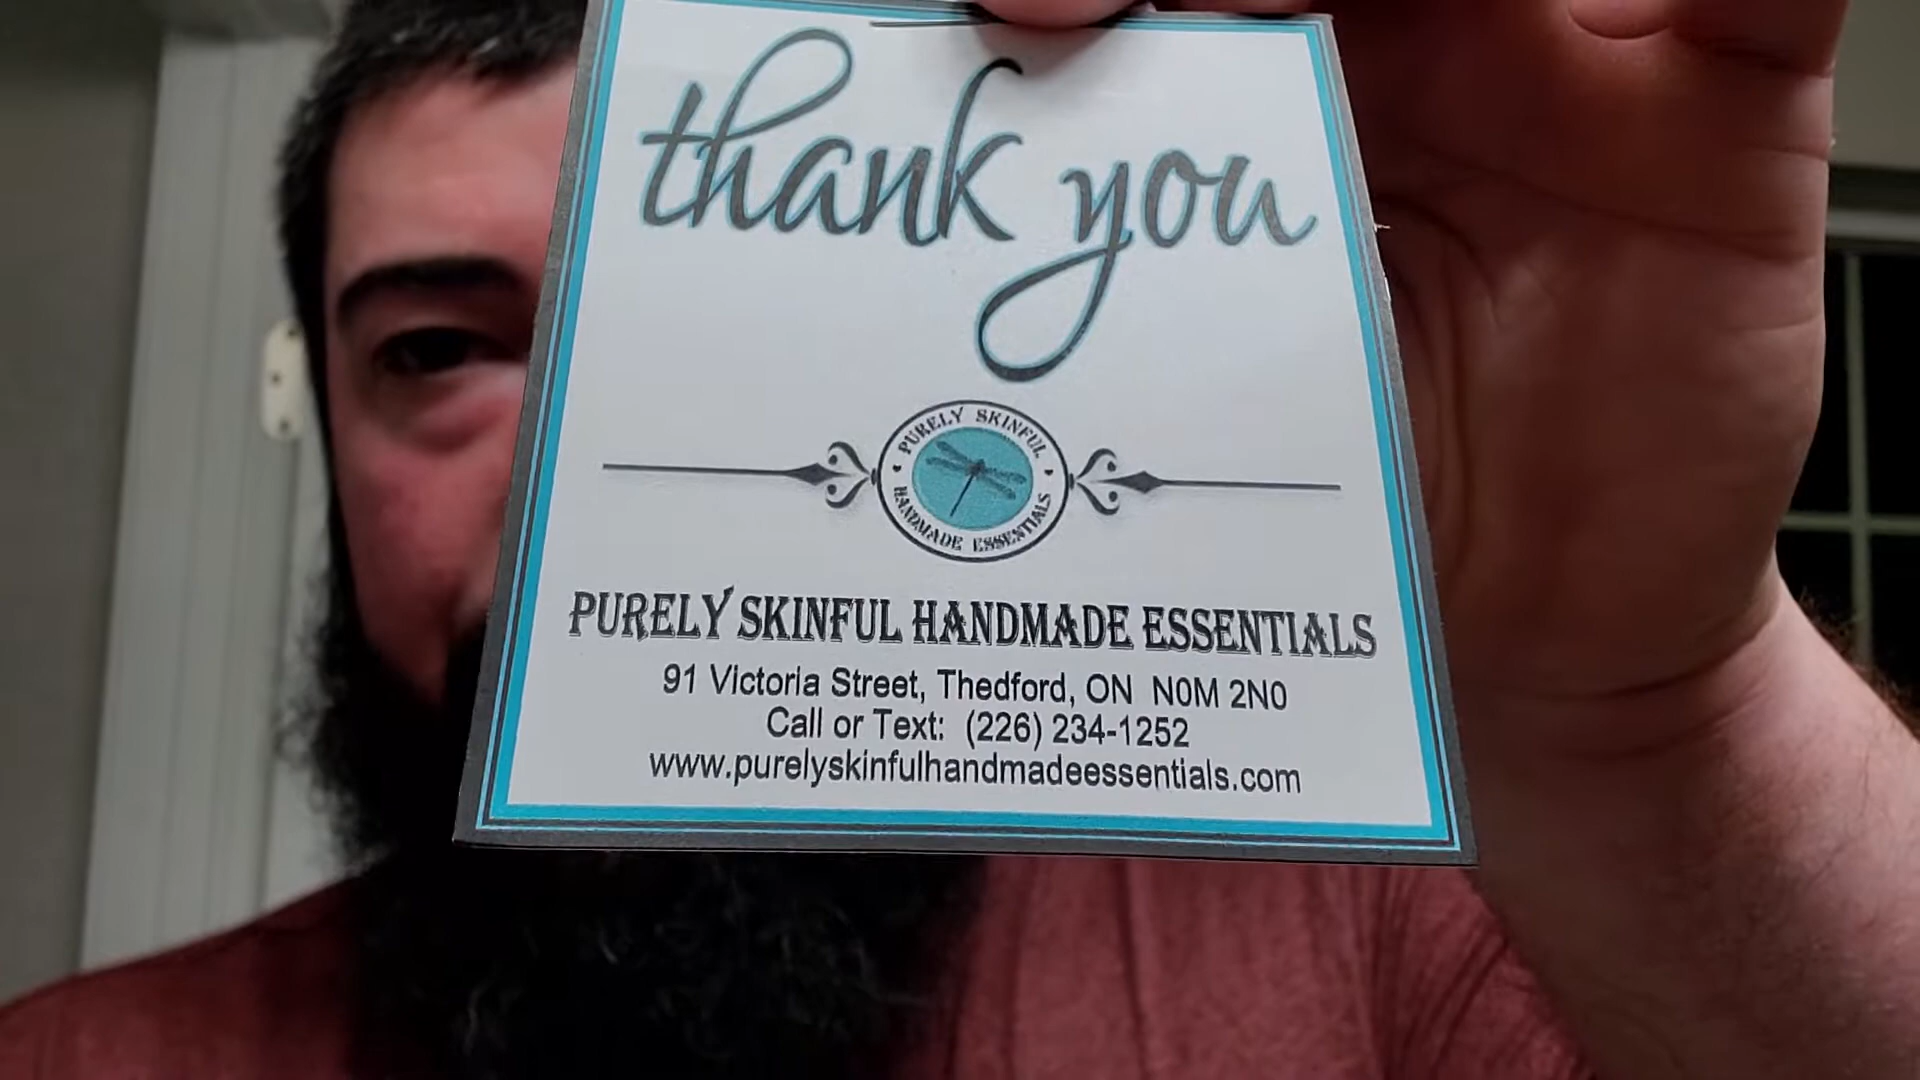 thank you
PURELY SKINFUL
HANDMADE ESSENTIALS
PURELY SKINFUL HANDMADE ESSENTIALS
91 Victoria Street, Thedford, ON N0M 2N0
Call or Text: (226) 234-1252
www.purelyskinfulhandmadeessentials.com